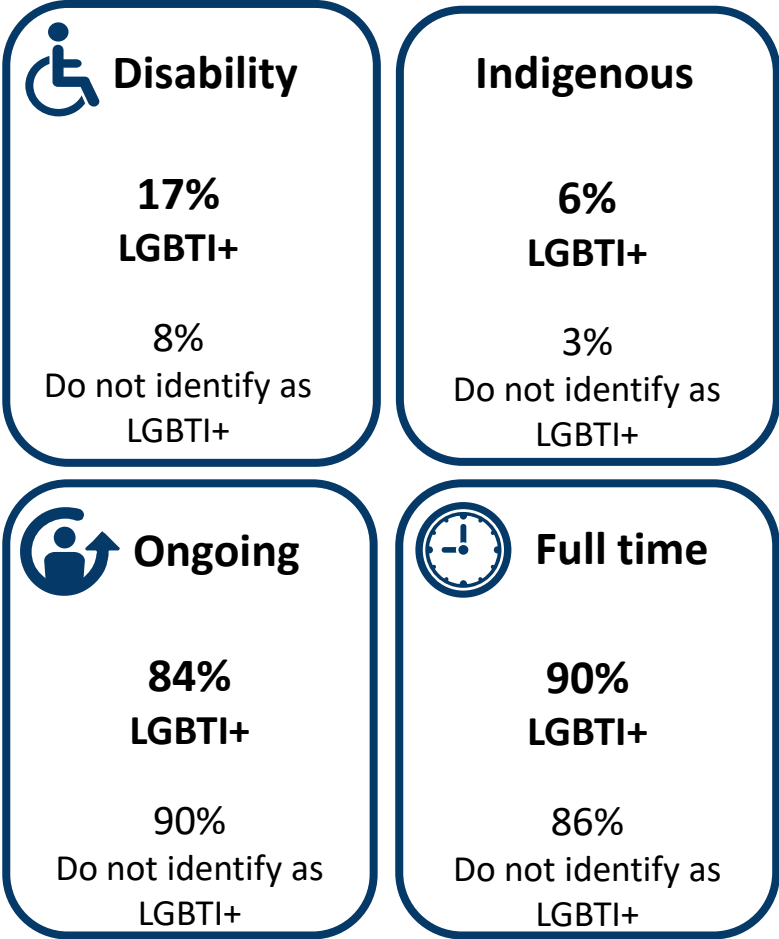 Disability
17%
LGBTI+
8%
Do not identify as
LGBTI+
Indigenous
6%
LGBTI+
3%
Do not identify as
LGBTI+
Ongoing
84%
LGBTI+
90%
Do not identify as
LGBTI+
Full time
90%
LGBTI+
86%
Do not identify as
LGBTI+